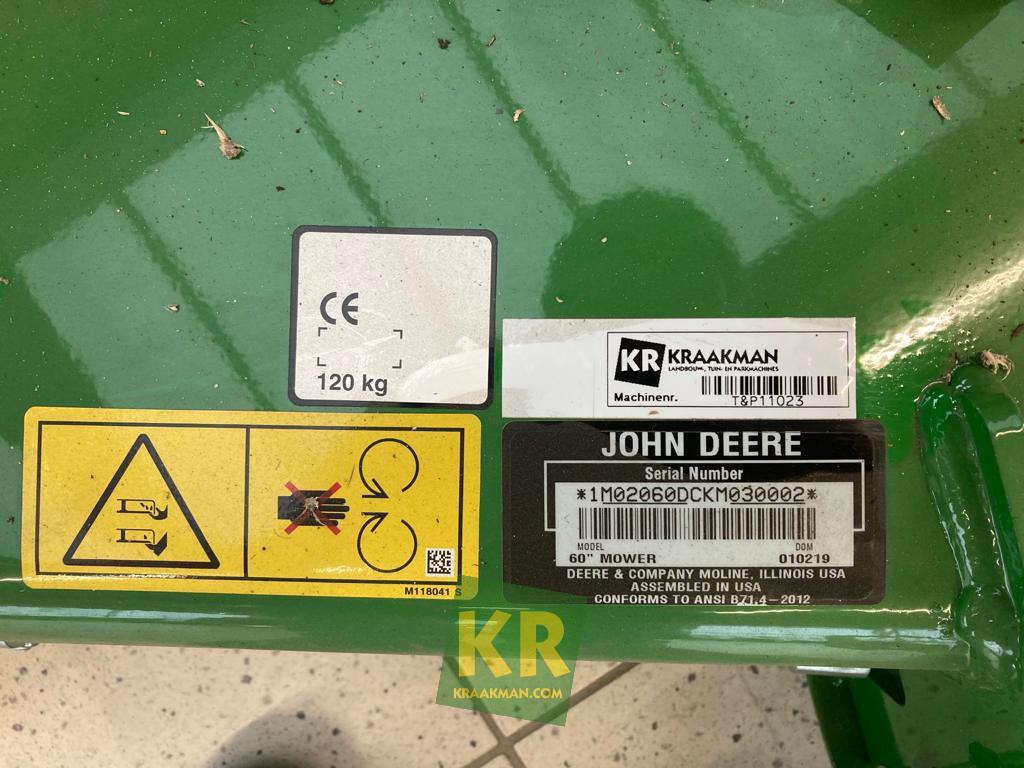 CE
120 kg
KR KRAAKMAN
LANDBOUW-, TUIN- EN PARKMACHINES
Machinenr.
T&P11023
M118041 S
JOHN DEERE
Serial Number
*1M02060DCKM030002*
MODEL DOM
60" MOWER 010219
DEERE & COMPANY MOLINE, ILLINOIS USA
ASSEMBLED IN USA
CONFORMS TO ANSI B71.4-2012
KR
KRAAKMAN.COM